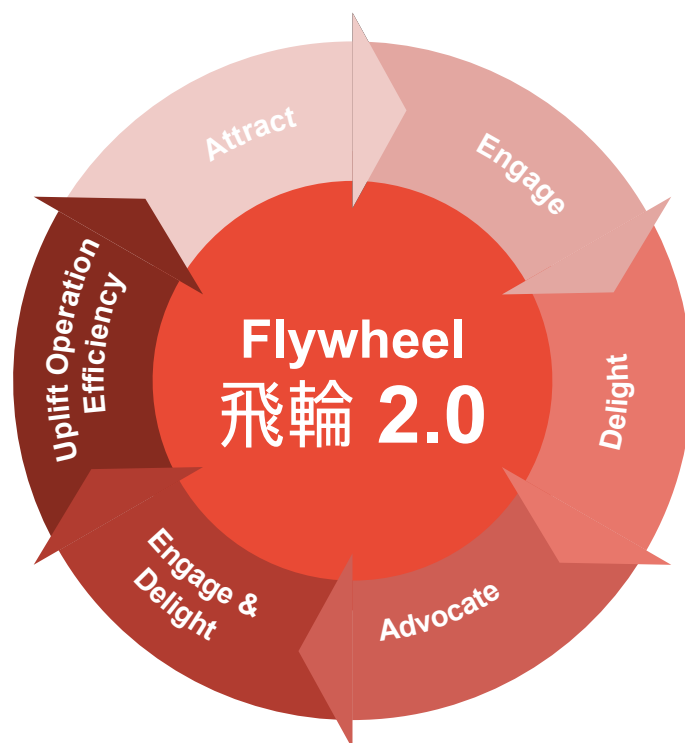 Attract
Engage
Delight
Advocate
Engage &
Delight
Uplift Operation
Efficiency
Flywheel
飛輪 2.0